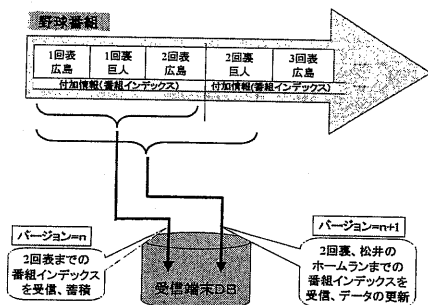 野球番組
1回表 1回裏 2回表 2回裏 3回表
広島 巨人 広島 巨人 広島
付加情報(番組インデックス) 付加情報(番組インデックス)
バージョン=n
2回表までの
番組インデックス
を受信、蓄積
バージョン=n+1
2回裏、松井の
ホームランまでの
番組インデックスを
受信、データの更新
受信端末DB